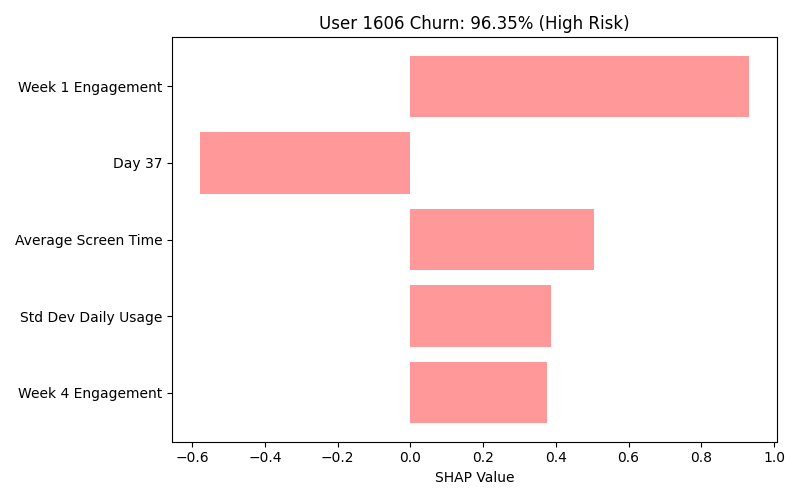 User 1606 Churn: 96.35% (High Risk)
Week 1 Engagement
Day 37
Average Screen Time
Std Dev Daily Usage
Week 4 Engagement
−0.6 −0.4 −0.2 0.0 0.2 0.4 0.6 0.8 1.0
SHAP Value